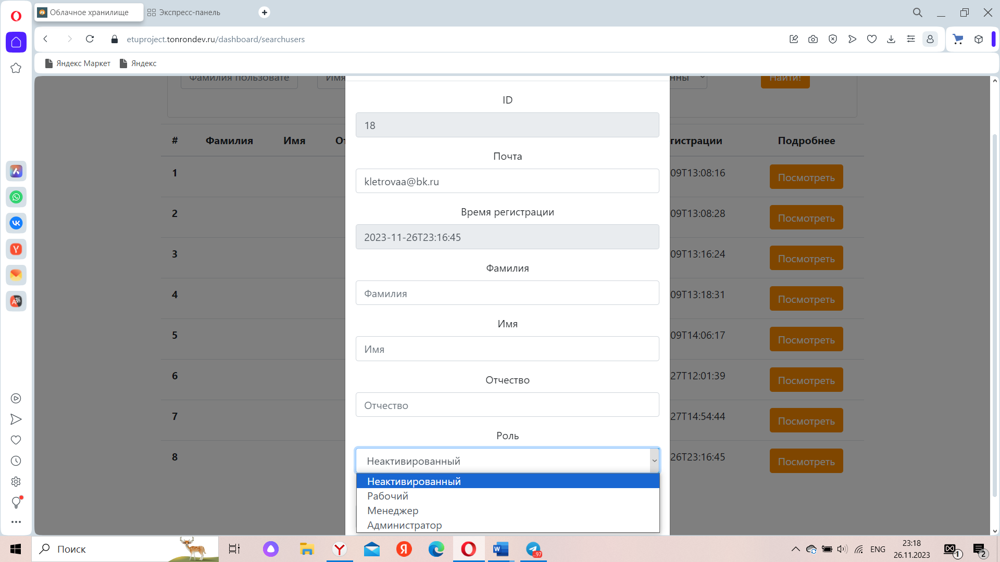 Облачное хранилище
Экспресс-панель
etuproject.tonrondev.ru/dashboard/searchusers
Яндекс Маркет
Яндекс
Фамилия пользовате
Имя
нны
Найти!
ID
18
# Фамилия Имя От гистрации Подробнее
Почта
1 09T13:08:16 Посмотреть
kletrovaa@bk.ru
Время регистрации
2 09T13:08:28 Посмотреть
2023-11-26T23:16:45
3 09T13:16:24 Посмотреть
Фамилия
Фамилия
4 09T13:18:31 Посмотреть
Имя
5 09T14:06:17 Посмотреть
Имя
Отчество
6 27T12:01:39 Посмотреть
Отчество
7 27T14:54:44 Посмотреть
Роль
8 26T23:16:45 Посмотреть
Неактивированный
Неактивированный
Рабочий
Менеджер
Администратор
Поиск
..97
ENG
23:18
26.11.2023
1
2